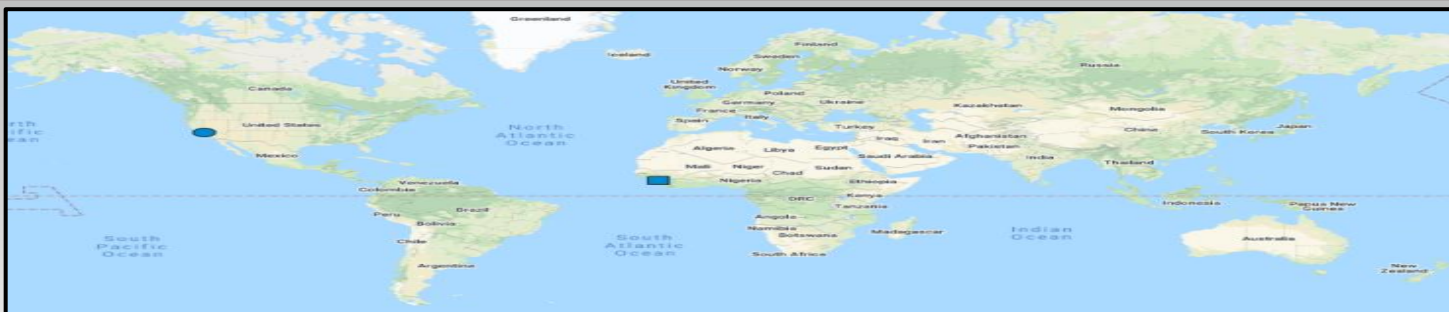 Greenland
Iceland
Finland
Sweden
Norway
Russia
United
Kingdom
Canada
Poland
Germany
Ukraine
France
Kazakhstan
Mongolia
Italy
Spain
United States
North
Atlantic
Ocean
rth
ific
ean
Turkey
China
South Korea
Japan
Iraq
Iran
Afghanistan
Pakistan
Algeria
Libya
Egypt
Saudi Arabia
Mexico
India
Thailand
Mali
Niger
Chad
Sudan
Nigeria
Ethiopia
Venezuela
Colombia
DRC
Kenya
Tanzania
Indonesia
Papua New
Guinea
Peru
Brazil
Bolivia
Angola
Namibia
Botswana
Madagascar
South
Pacific
Ocean
Chile
South
Atlantic
Ocean
South Africa
Indian
Ocean
Australia
Argentina
New
Zealand